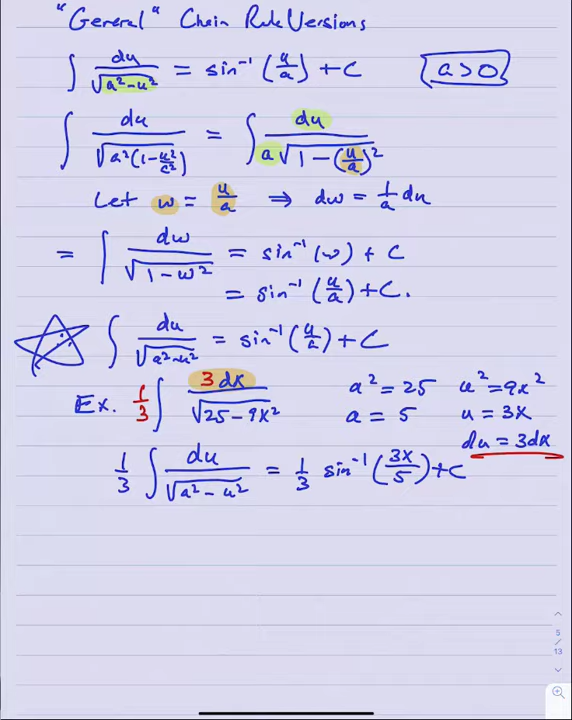 "General" Chain Rule Versions
∫ du/√(a²−u²) = sin⁻¹(u/a) + C   a>0
∫ du/√(a²(1−u²/a²)) = ∫ du/(a√(1−(u/a)²))
Let w = u/a ⇒ dw = 1/a du
= ∫ dw/√(1−w²) = sin⁻¹(w) + C
= sin⁻¹(u/a) + C.
∫ du/√(a²−u²) = sin⁻¹(u/a) + C
Ex. 1/3 ∫ 3dx/√(25−9x²)   a² = 25   u² = 9x²
a = 5   u = 3x
du = 3dx
1/3 ∫ du/√(a²−u²) = 1/3 sin⁻¹(3x/5) + C
5
/
13